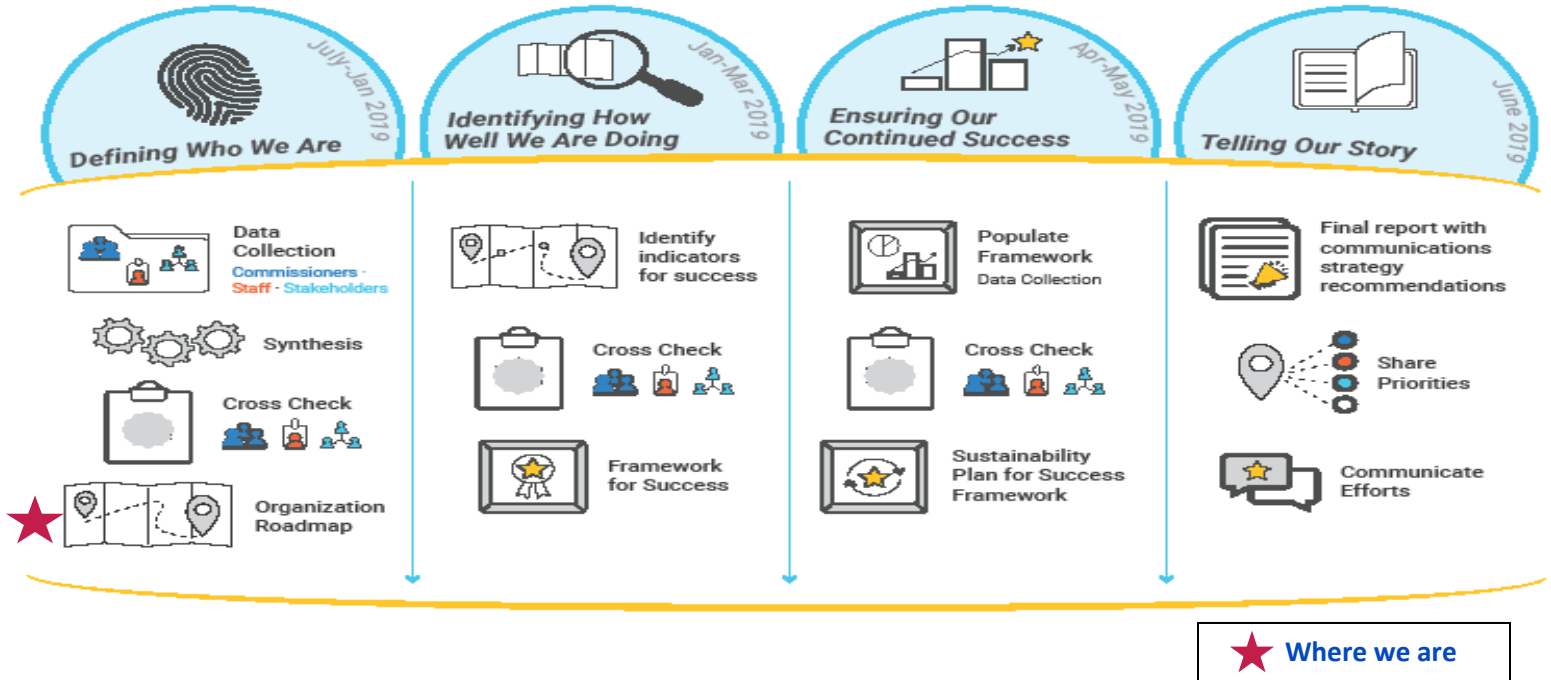 Defining Who We Are
July-Jan 2019
Identifying How
Well We Are Doing
Jan-Mar 2019
Ensuring Our
Continued Success
Apr-May 2019
Telling Our Story
June 2019
Data
Collection
Commissioners ·
Staff · Stakeholders
Synthesis
Cross Check
Organization
Roadmap
Identify
indicators
for success
Cross Check
Framework
for Success
Populate
Framework
Data Collection
Cross Check
Sustainability
Plan for Success
Framework
Final report with
communications
strategy
recommendations
Share
Priorities
Communicate
Efforts
Where we are